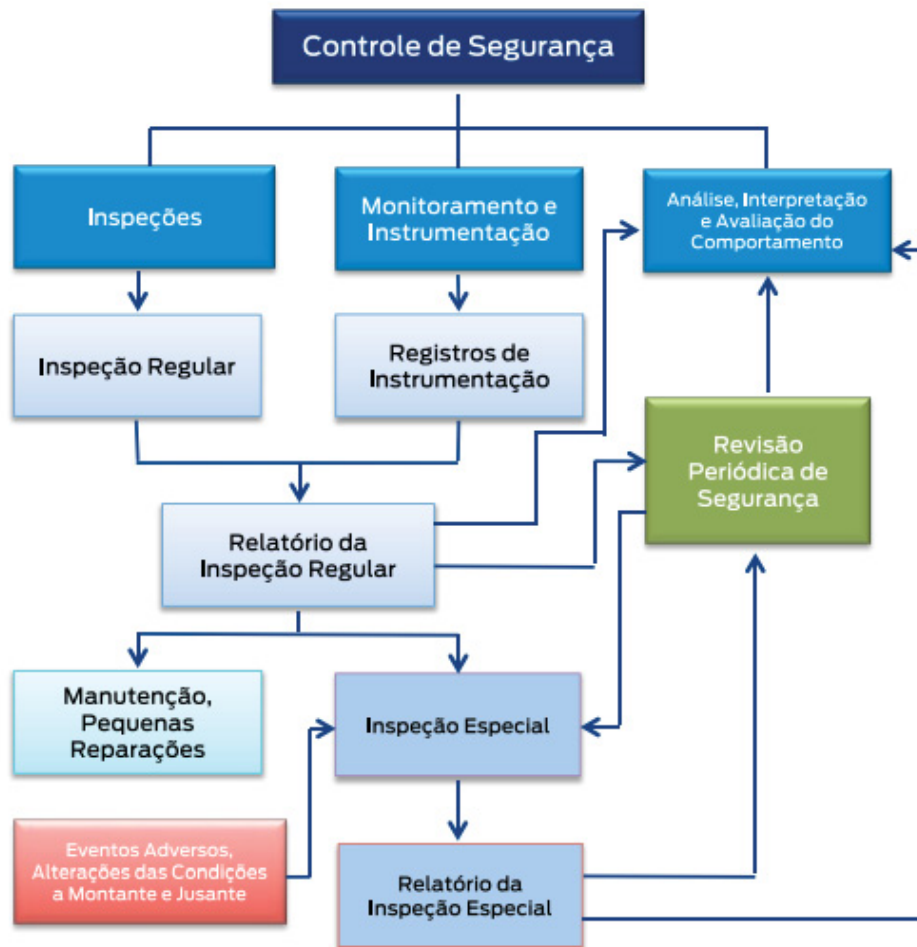 Controle de Segurança
Inspeções
Monitoramento e
Instrumentação
Análise, Interpretação
e Avaliação do
Comportamento
Inspeção Regular
Registros de
Instrumentação
Revisão
Periódica de
Segurança
Relatório da
Inspeção Regular
Manutenção,
Pequenas
Reparações
Inspeção Especial
Eventos Adversos,
Alterações das Condições
a Montante e Jusante
Relatório da
Inspeção Especial